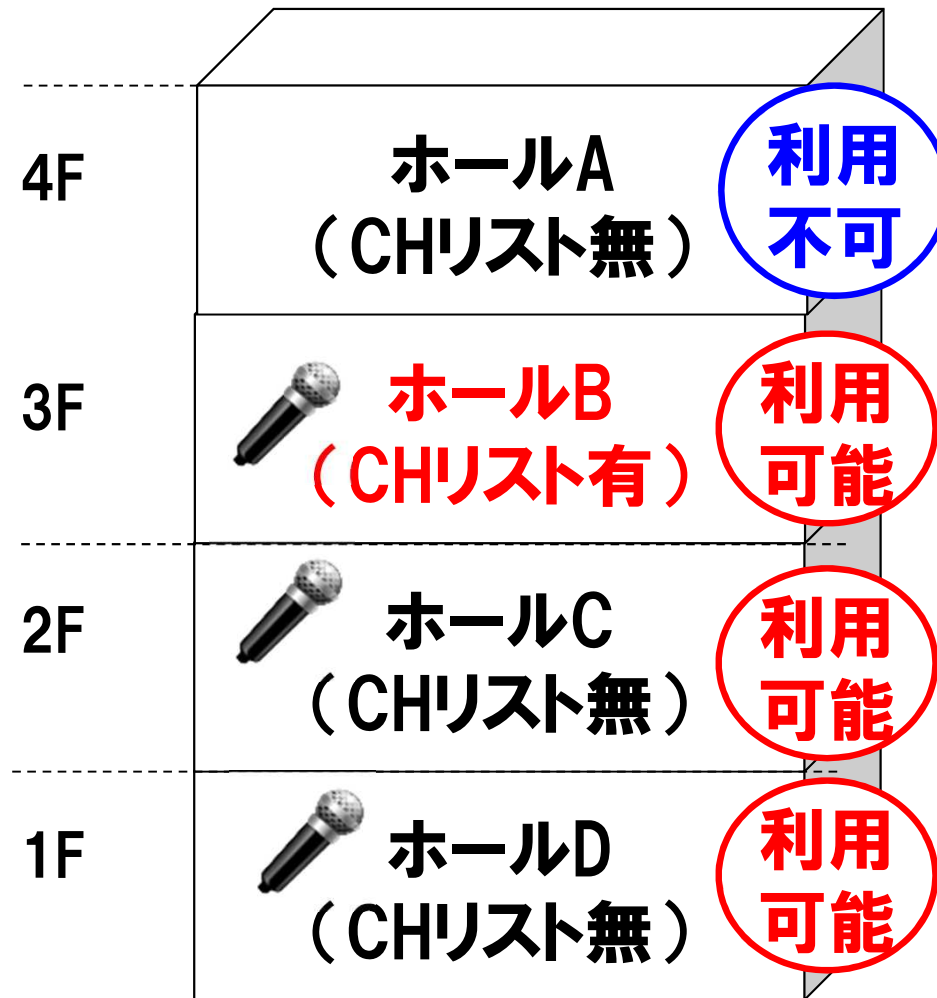 4F
ホールA
（CHリスト無）
利用
不可
3F
ホールB
（CHリスト有）
利用
可能
2F
ホールC
（CHリスト無）
利用
可能
1F
ホールD
（CHリスト無）
利用
可能